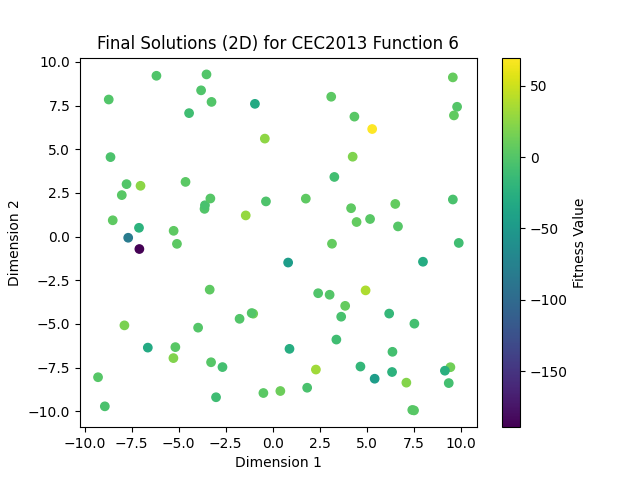 Final Solutions (2D) for CEC2013 Function 6
10.0
7.5
5.0
2.5
0.0
−2.5
−5.0
−7.5
−10.0
Dimension 2
−10.0 −7.5 −5.0 −2.5 0.0 2.5 5.0 7.5 10.0
Dimension 1
50
0
−50
−100
−150
Fitness Value